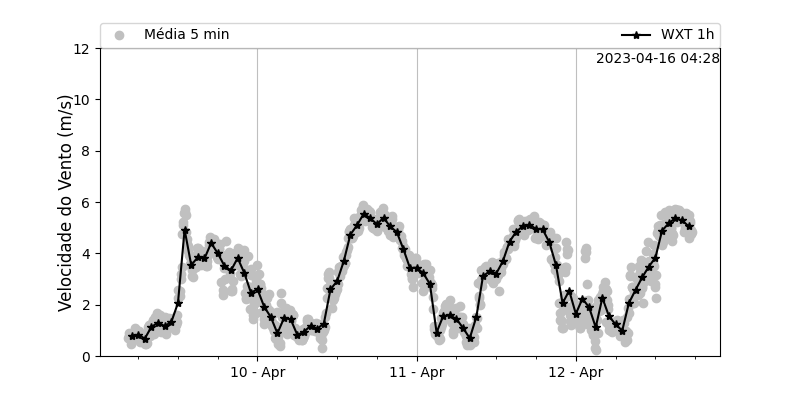 Média 5 min
WXT 1h
2023-04-16 04:28
Velocidade do Vento (m/s)
12
10
8
6
4
2
0
10 - Apr
11 - Apr
12 - Apr